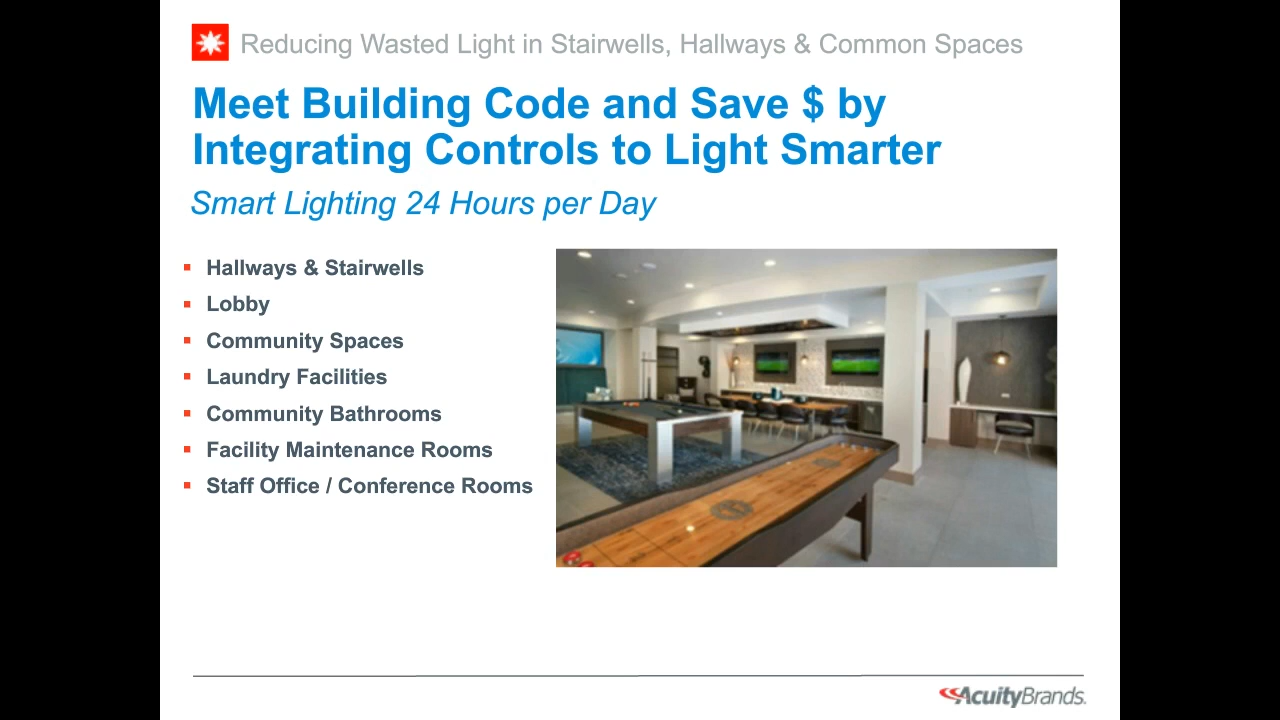 Reducing Wasted Light in Stairwells, Hallways & Common Spaces
Meet Building Code and Save $ by
Integrating Controls to Light Smarter
Smart Lighting 24 Hours per Day
Hallways & Stairwells
Lobby
Community Spaces
Laundry Facilities
Community Bathrooms
Facility Maintenance Rooms
Staff Office / Conference Rooms
AcuityBrands.